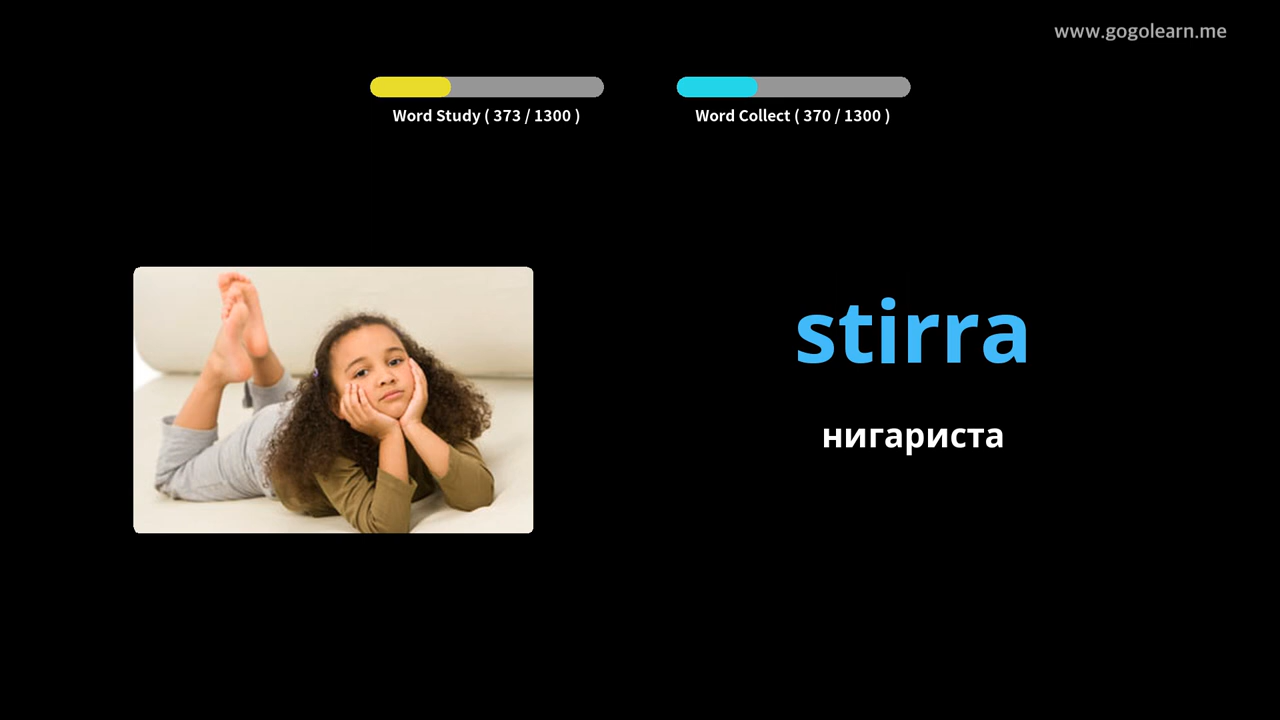 www.gogolearn.me
Word Study ( 373 / 1300 )
Word Collect ( 370 / 1300 )
stirra
нигариста